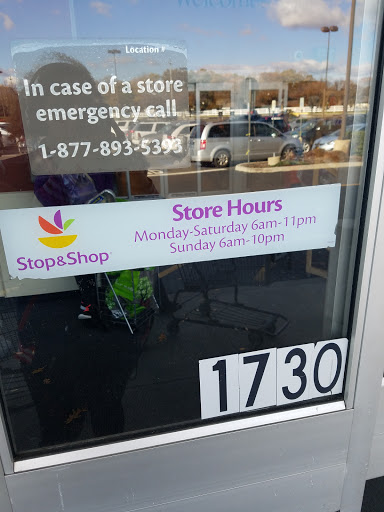 Welcome
Location #
In case of a store
emergency call
1-877-893-5393
Store Hours
Monday-Saturday 6am-11pm
Sunday 6am-10pm
Stop&Shop
1730